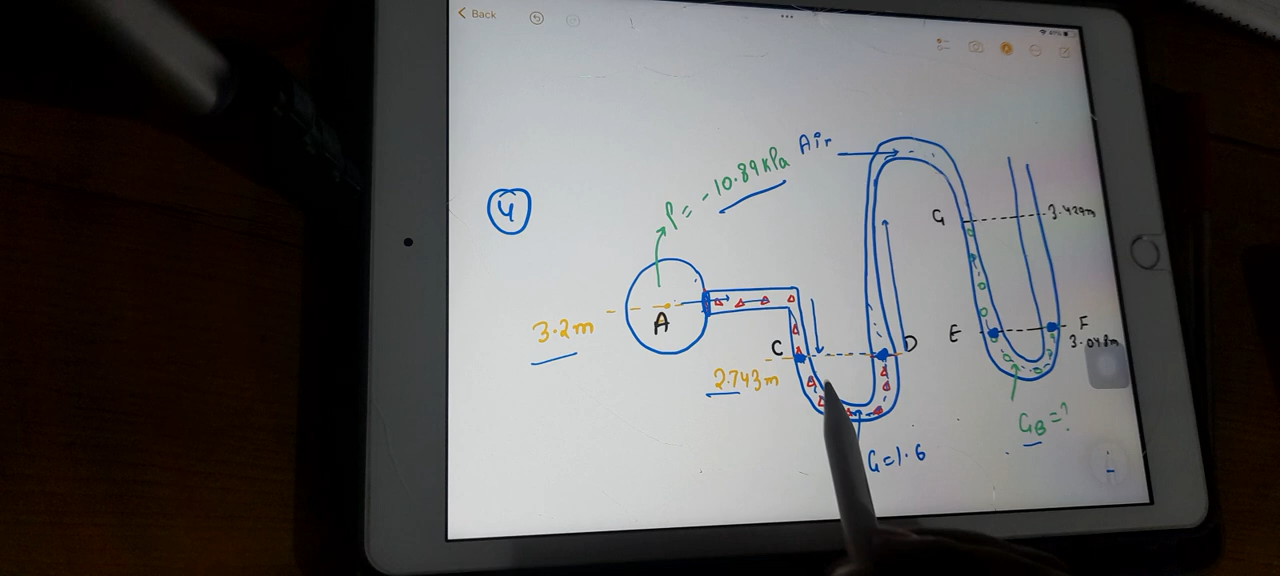 Back
4
P = -10.89 kPa
Air
G
3.429m
A
3.2m
C
D
2.743m
E
F
3.048m
G=1.6
GB=?